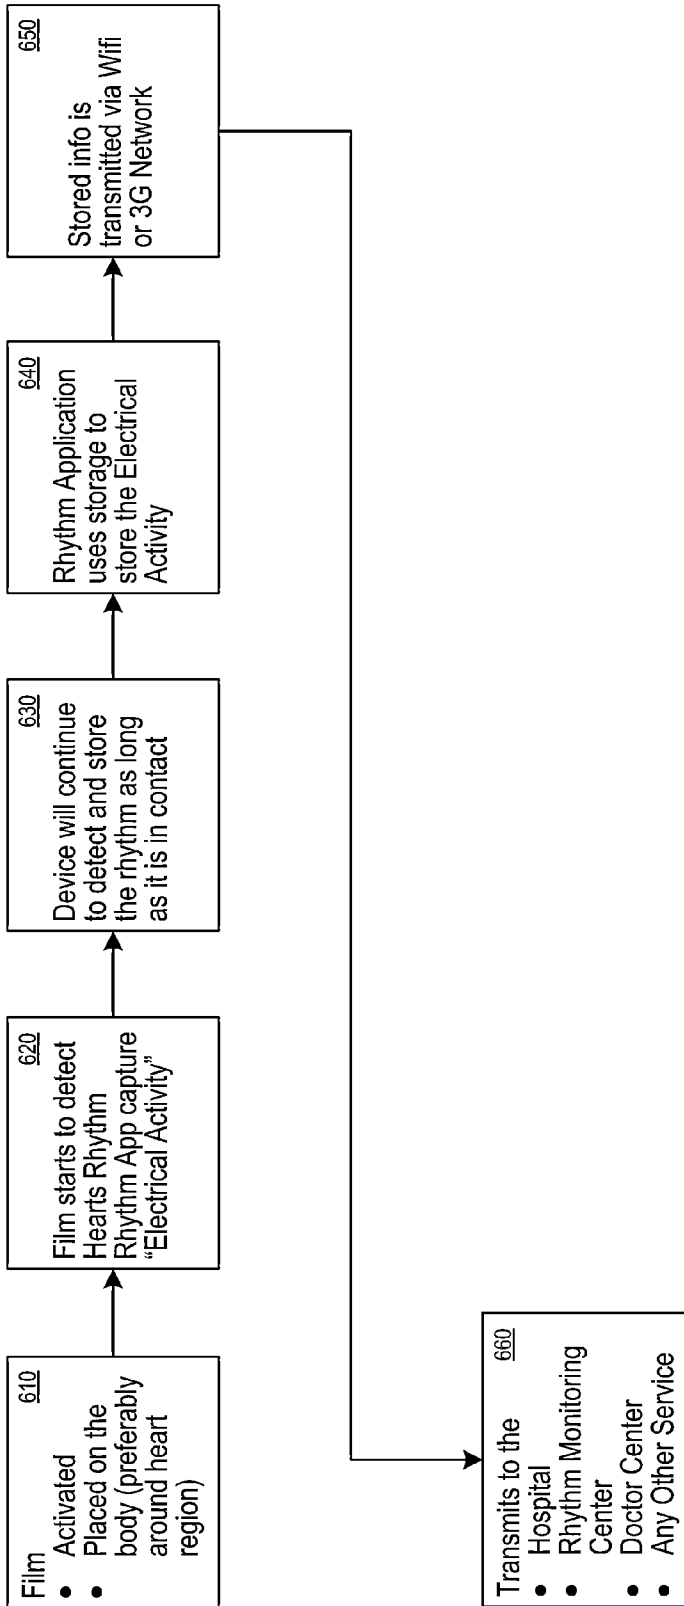 610
Film
• Activated
• Placed on the
body (preferably
around heart
region)
620
Film starts to detect
Hearts Rhythm
Rhythm App capture
“Electrical Activity”
630
Device will continue
to detect and store
the rhythm as long
as it is in contact
640
Rhythm Application
uses storage to
store the Electrical
Activity
650
Stored info is
transmitted via Wifi
or 3G Network
660
Transmits to the
• Hospital
• Rhythm Monitoring
Center
• Doctor Center
• Any Other Service